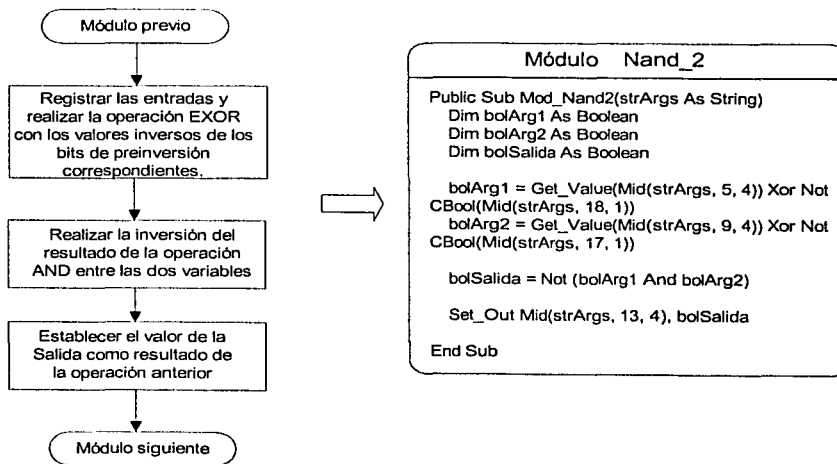 Módulo previo
Registrar las entradas y
realizar la operación EXOR
con los valores inversos de los
bits de preinversión
correspondientes.
Realizar la inversión del
resultado de la operación
AND entre las dos variables
Establecer el valor de la
Salida como resultado de
la operación anterior
Módulo siguiente
Módulo Nand_2
Public Sub Mod_Nand2(strArgs As String)
Dim bolArg1 As Boolean
Dim bolArg2 As Boolean
Dim bolSalida As Boolean
bolArg1 = Get_Value(Mid(strArgs, 5, 4)) Xor Not
CBool(Mid(strArgs, 18, 1))
bolArg2 = Get_Value(Mid(strArgs, 9, 4)) Xor Not
CBool(Mid(strArgs, 17, 1))
bolSalida = Not (bolArg1 And bolArg2)
Set_Out Mid(strArgs, 13, 4), bolSalida
End Sub